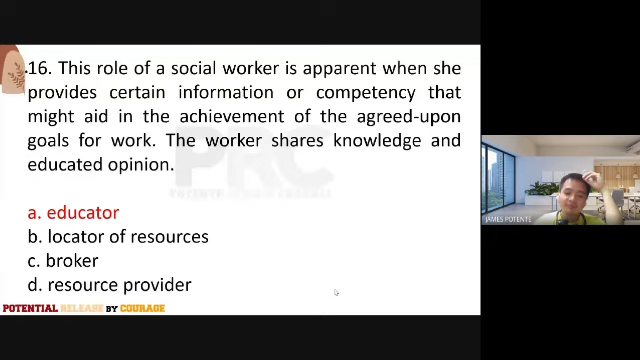 16. This role of a social worker is apparent when she
provides certain information or competency that
might aid in the achievement of the agreed-upon
goals for work. The worker shares knowledge and
educated opinion.
PRC
a. educator
b. locator of resources
c. broker
d. resource provider
POTENTIAL RELEASE BY COURAGE
JAMES POTENTE